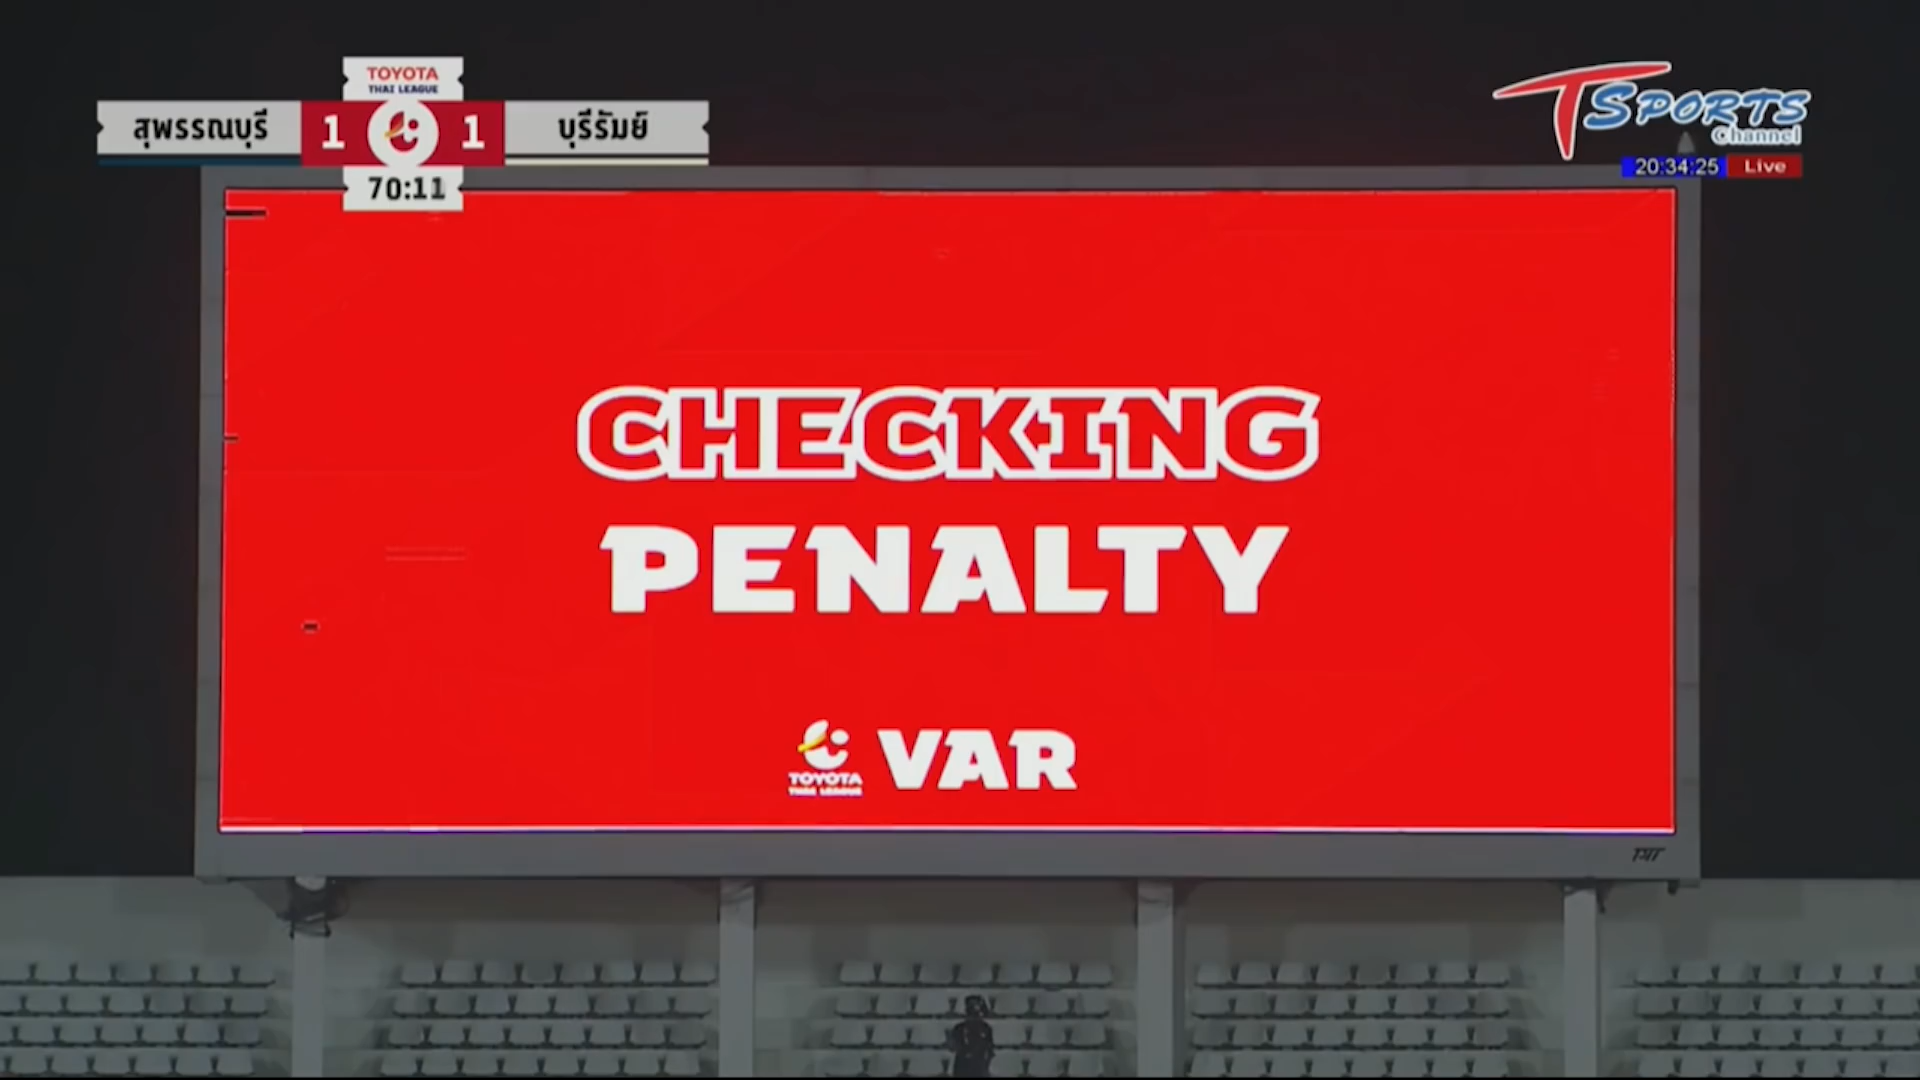 TOYOTA
THAI LEAGUE
สุพรรณบุรี 1 1 บุรีรัมย์
70:11
TSPORTS
Channel
20:34:25 Live
CHECKING
PENALTY
TOYOTA
THAI LEAGUE
VAR